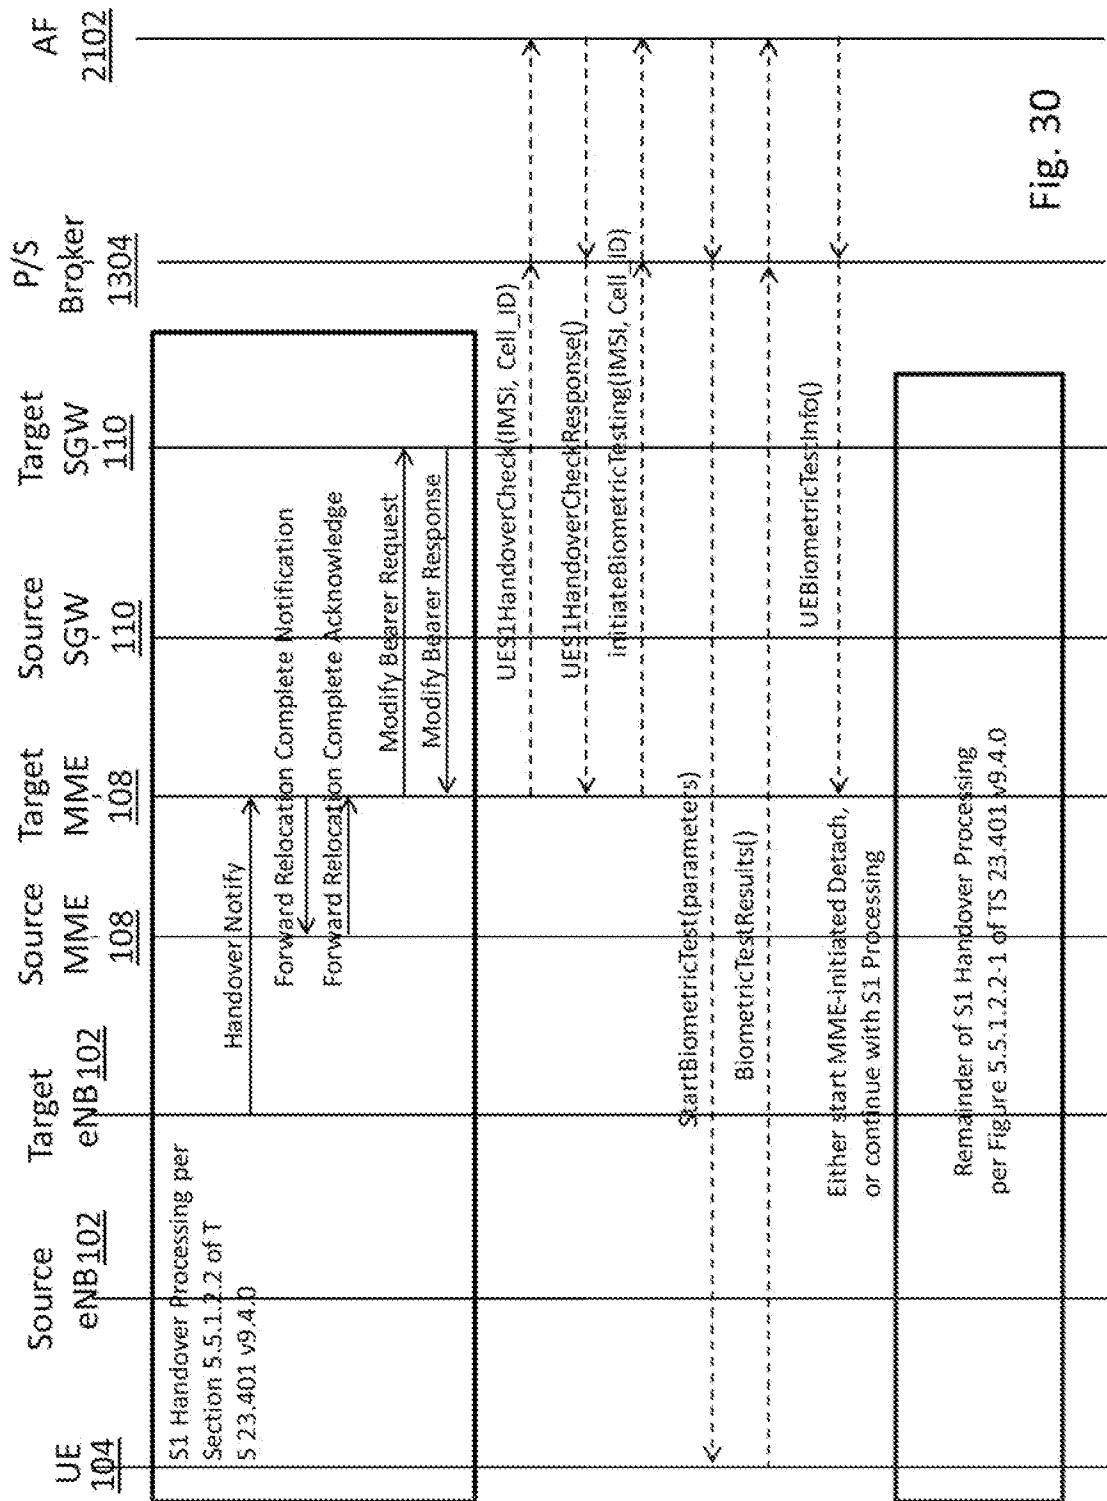 UE
104
Source
eNB 102
Target
eNB 102
Source
MME
108
Target
MME
108
Source
SGW
110
Target
SGW
110
P/S
Broker
1304
AF
2102
S1 Handover Processing per
Section 5.5.1.2.2 of T
S 23.401 v9.4.0
Handover Notify
Forward Relocation Complete Notification
Forward Relocation Complete Acknowledge
Modify Bearer Request
Modify Bearer Response
UES1HandoverCheck(IMSI, Cell_ID)
UES1HandoverCheckResponse()
initiateBiometricTesting(IMSI, Cell_ID)
StartBiometricTest(parameters)
BiometricTestResults()
UEBiometricTestInfo()
Either start MME-Initiated Detach,
or continue with S1 Processing
Remainder of S1 Handover Processing
per Figure 5.5.1.2.2-1 of TS 23.401 v9.4.0
Fig. 30